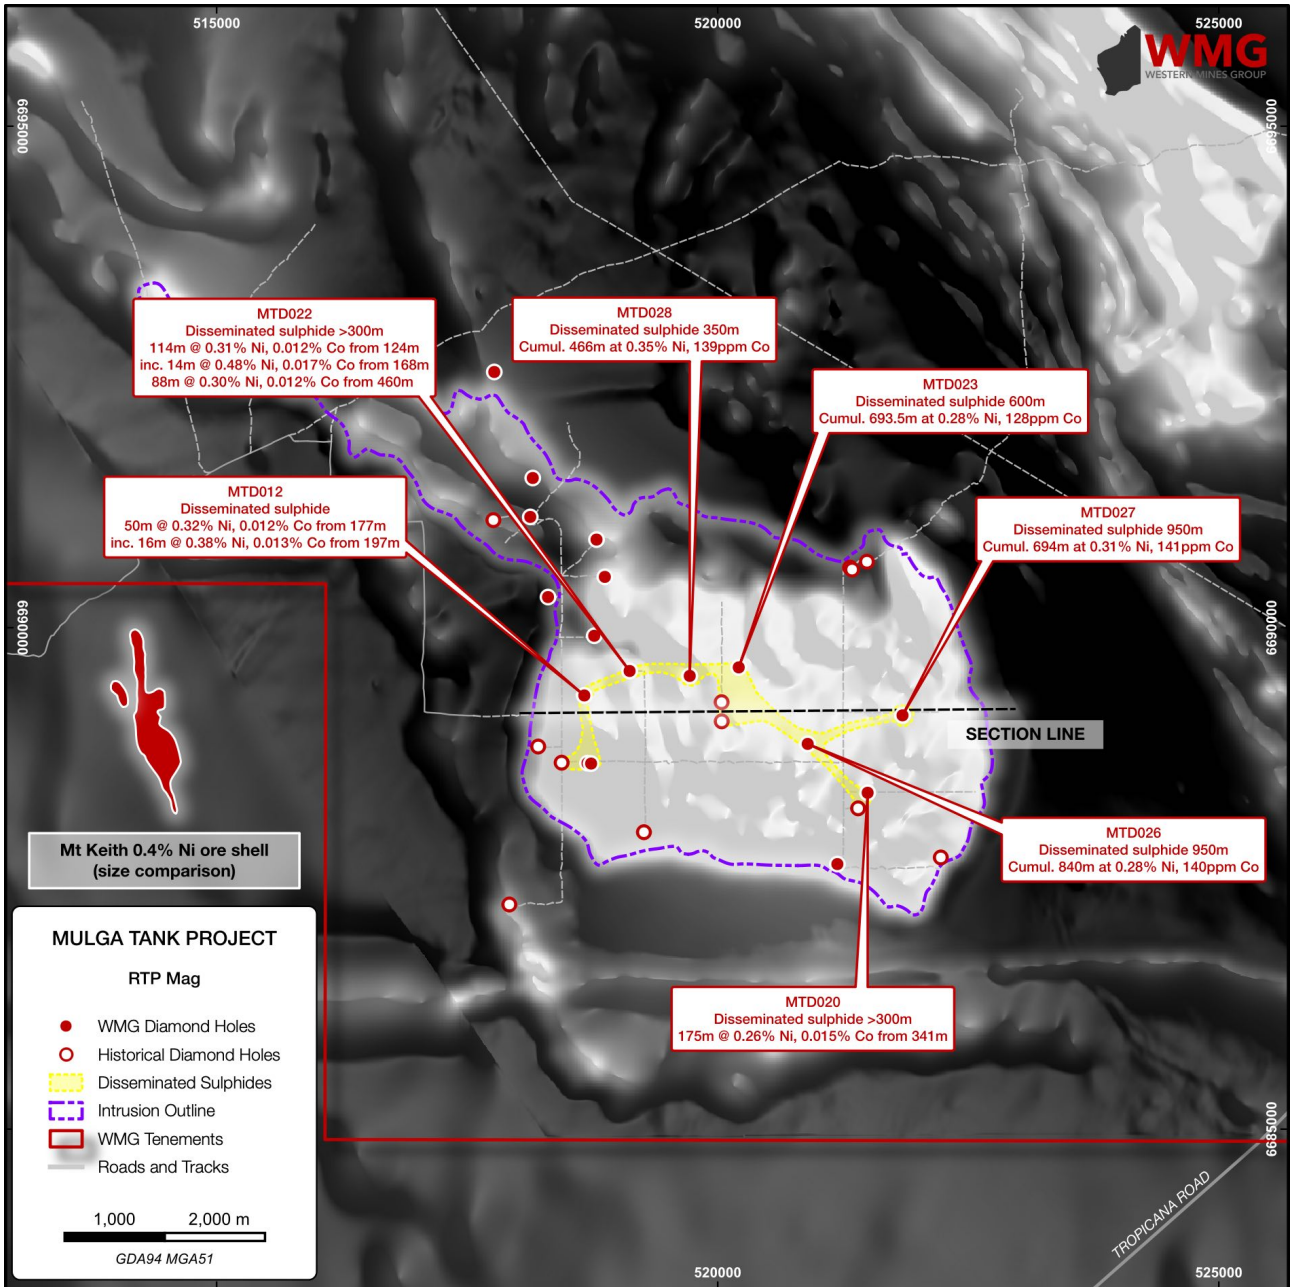 515000
520000
525000
WMG
WESTERN MINES GROUP
6695000
6695000
MTD022
Disseminated sulphide >300m
114m @ 0.31% Ni, 0.012% Co from 124m
inc. 14m @ 0.48% Ni, 0.017% Co from 168m
88m @ 0.30% Ni, 0.012% Co from 460m
MTD028
Disseminated sulphide 350m
Cumul. 466m at 0.35% Ni, 139ppm Co
MTD023
Disseminated sulphide 600m
Cumul. 693.5m at 0.28% Ni, 128ppm Co
MTD012
Disseminated sulphide
50m @ 0.32% Ni, 0.012% Co from 177m
inc. 16m @ 0.38% Ni, 0.013% Co from 197m
MTD027
Disseminated sulphide 950m
Cumul. 694m at 0.31% Ni, 141ppm Co
6690000
6690000
SECTION LINE
Mt Keith 0.4% Ni ore shell
(size comparison)
MTD026
Disseminated sulphide 950m
Cumul. 840m at 0.28% Ni, 140ppm Co
MTD020
Disseminated sulphide >300m
175m @ 0.26% Ni, 0.015% Co from 341m
MULGA TANK PROJECT
RTP Mag
WMG Diamond Holes
Historical Diamond Holes
Disseminated Sulphides
Intrusion Outline
WMG Tenements
Roads and Tracks
1,000 2,000 m
GDA94 MGA51
6685000
TROPICANA ROAD
520000
525000